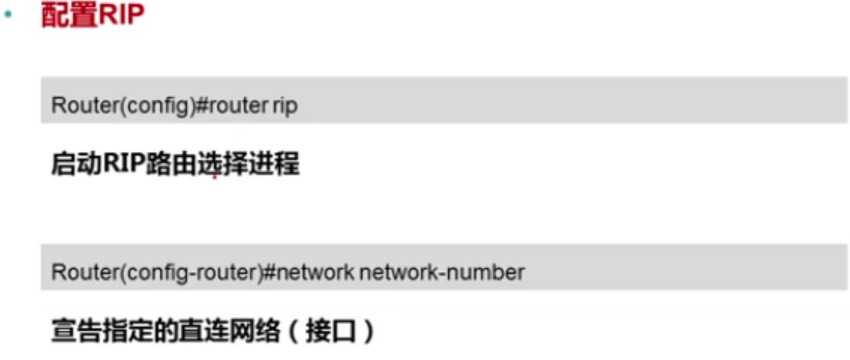 • 配置RIP
Router(config)#router rip
启动RIP路由选择进程
Router(config-router)#network network-number
宣告指定的直连网络（接口）